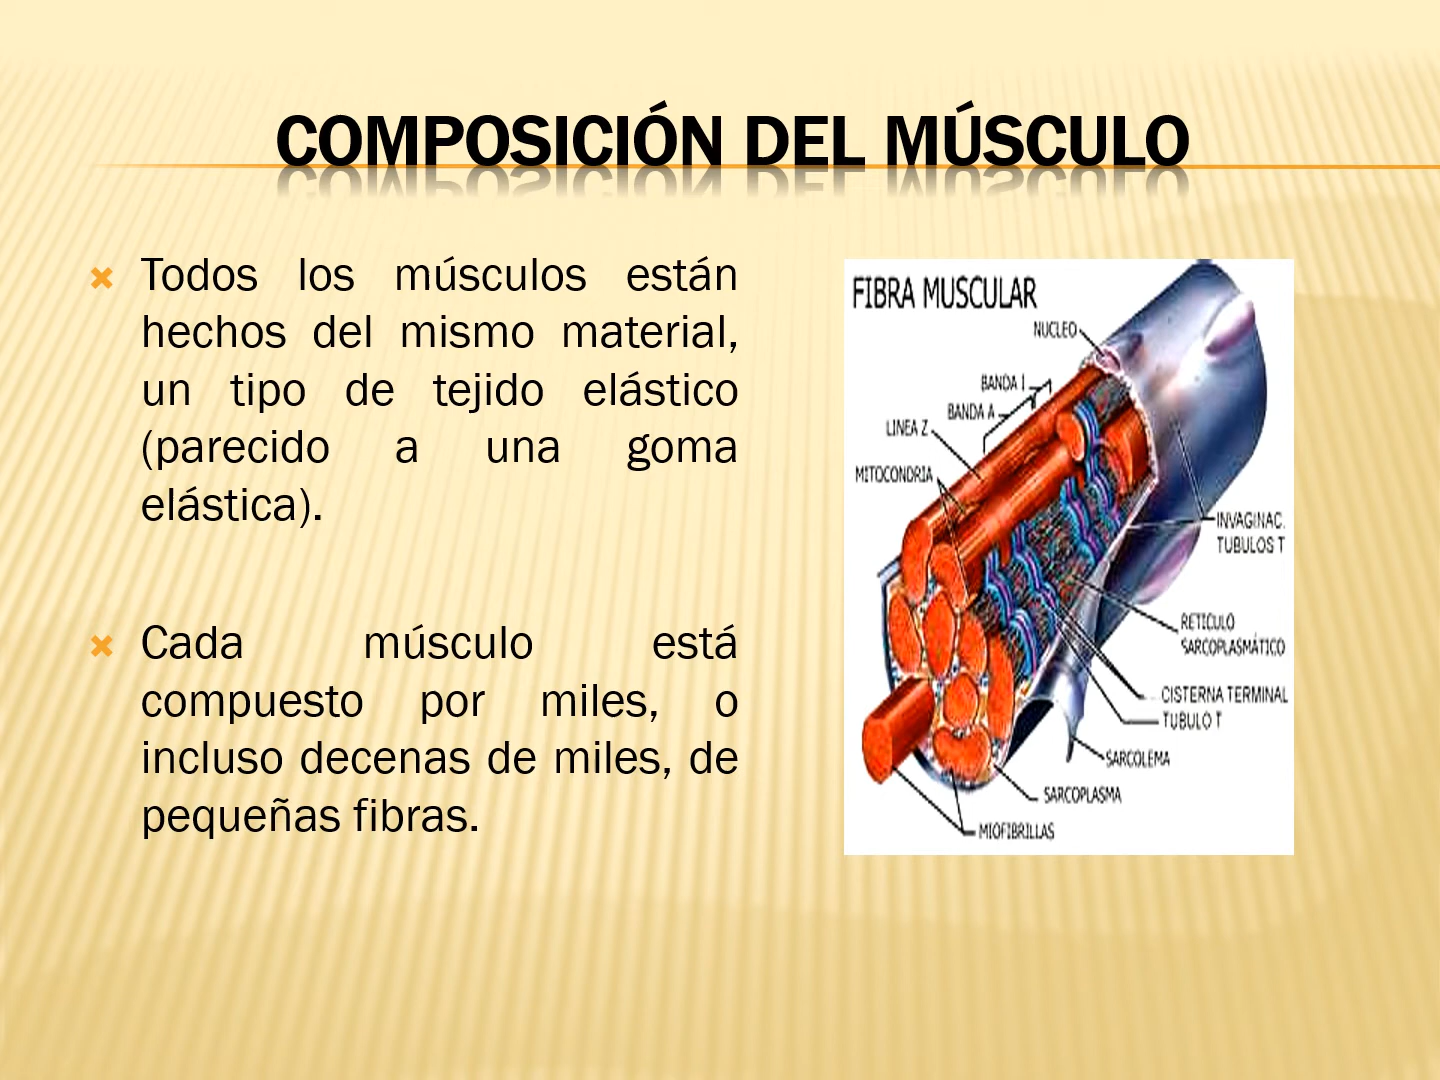 COMPOSICIÓN DEL MÚSCULO
Todos los músculos están
hechos del mismo material,
un tipo de tejido elástico
(parecido a una goma
elástica).
Cada músculo está
compuesto por miles, o
incluso decenas de miles, de
pequeñas fibras.
FIBRA MUSCULAR
NUCLEO
BANDA I
BANDA A
LINEA Z
MITOCONDRIA
INVAGINAC.
TUBULOS T
RETICULO
SARCOPLASMÁTICO
CISTERNA TERMINAL
TUBULO T
SARCOLEMA
SARCOPLASMA
MIOFIBRILLAS